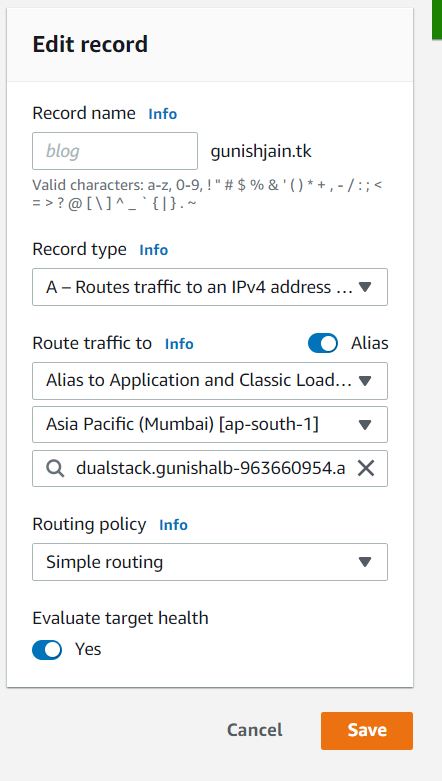 Edit record
Record name Info
blog gunishjain.tk
Valid characters: a-z, 0-9, ! " # $ % & ' ( ) * + , - / : ; <
= > ? @ [ \ ] ^ _ ` { | } . ~
Record type Info
A – Routes traffic to an IPv4 address ...
Route traffic to Info Alias
Alias to Application and Classic Load...
Asia Pacific (Mumbai) [ap-south-1]
dualstack.gunishalb-963660954.a
Routing policy Info
Simple routing
Evaluate target health
Yes
Cancel Save